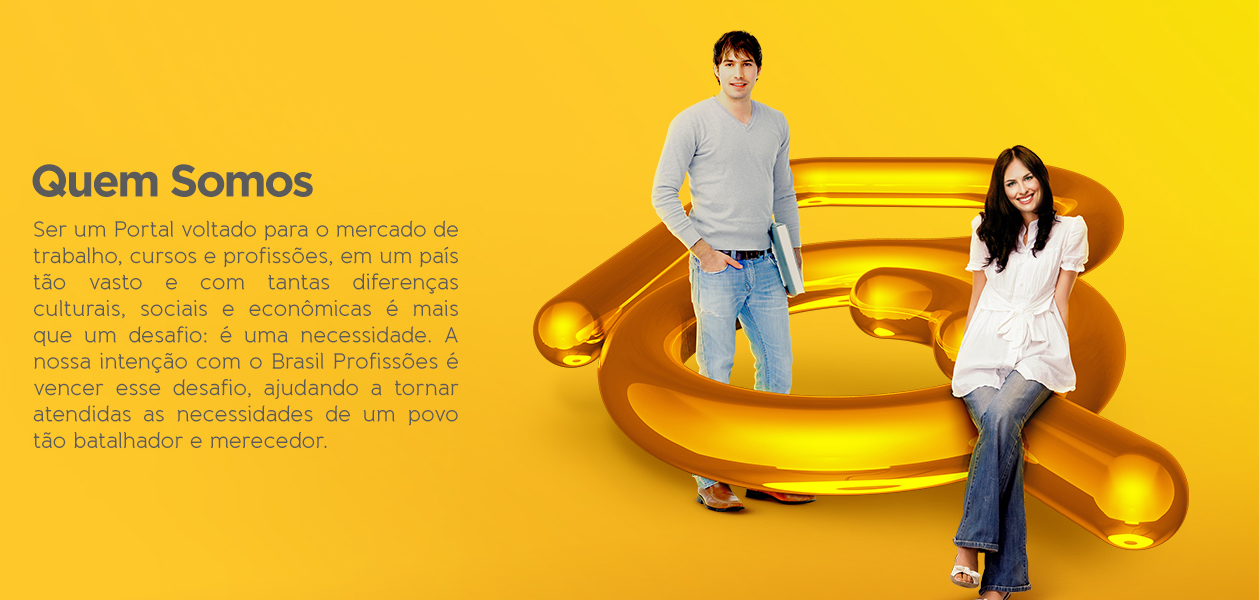 Quem Somos
Ser um Portal voltado para o mercado de
trabalho, cursos e profissões, em um país
tão vasto e com tantas diferenças
culturais, sociais e econômicas é mais
que um desafio: é uma necessidade. A
nossa intenção com o Brasil Profissões é
vencer esse desafio, ajudando a tornar
atendidas as necessidades de um povo
tão batalhador e merecedor.